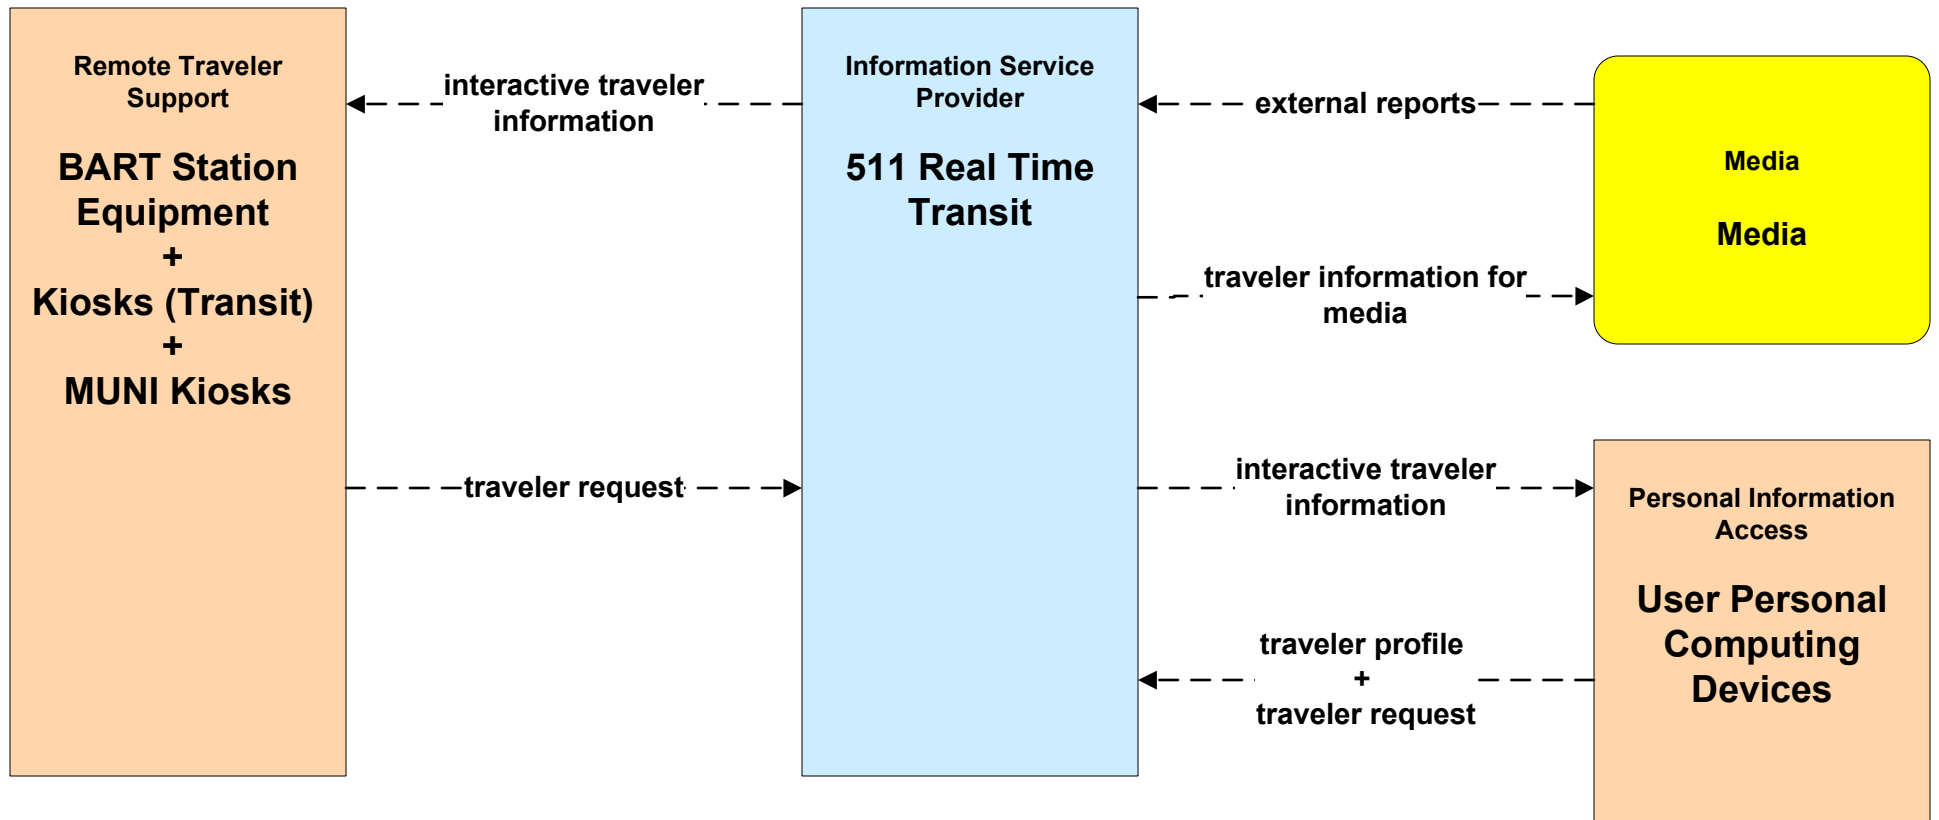 Remote Traveler
Support
BART Station
Equipment
+
Kiosks (Transit)
+
MUNI Kiosks
interactive traveler
information
traveler request
Information Service
Provider
511 Real Time
Transit
external reports
traveler information for
media
interactive traveler
information
traveler profile
+
traveler request
Media
Media
Personal Information
Access
User Personal
Computing
Devices